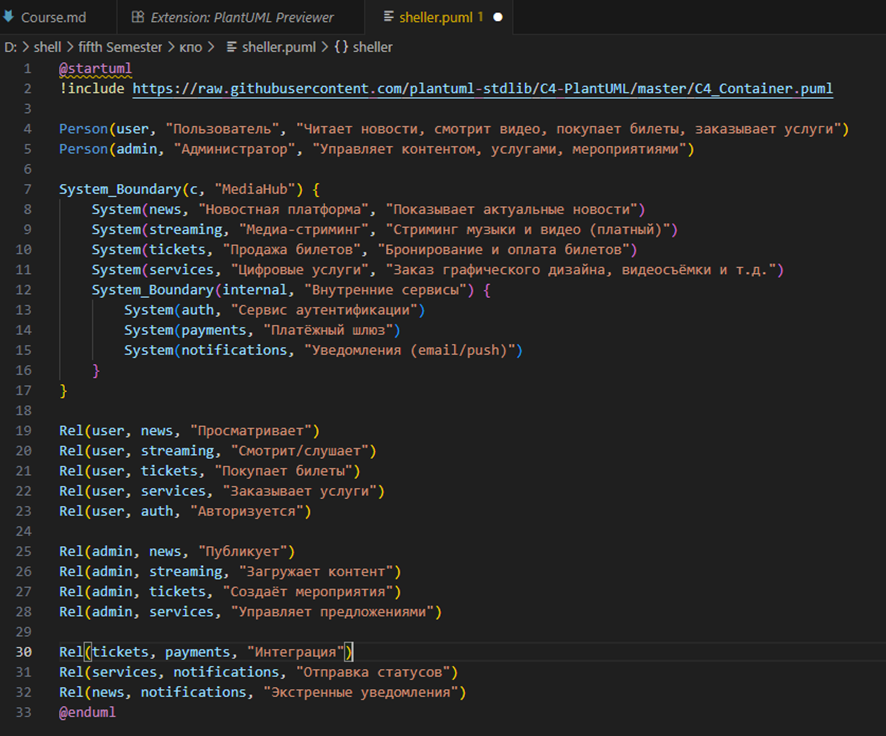 Course.md Extension: PlantUML Previewer sheller.puml 1
D: > shell > fifth Semester > кпо > sheller.puml > {} sheller
1 @startuml
2 !include https://raw.githubusercontent.com/plantuml-stdlib/C4-PlantUML/master/C4_Container.puml
3
4 Person(user, "Пользователь", "Читает новости, смотрит видео, покупает билеты, заказывает услуги")
5 Person(admin, "Администратор", "Управляет контентом, услугами, мероприятиями")
6
7 System_Boundary(c, "MediaHub") {
8 System(news, "Новостная платформа", "Показывает актуальные новости")
9 System(streaming, "Медиа-стриминг", "Стриминг музыки и видео (платный)")
10 System(tickets, "Продажа билетов", "Бронирование и оплата билетов")
11 System(services, "Цифровые услуги", "Заказ графического дизайна, видеосъёмки и т.д.")
12 System_Boundary(internal, "Внутренние сервисы") {
13 System(auth, "Сервис аутентификации")
14 System(payments, "Платёжный шлюз")
15 System(notifications, "Уведомления (email/push)")
16 }
17 }
18
19 Rel(user, news, "Просматривает")
20 Rel(user, streaming, "Смотрит/слушает")
21 Rel(user, tickets, "Покупает билеты")
22 Rel(user, services, "Заказывает услуги")
23 Rel(user, auth, "Авторизуется")
24
25 Rel(admin, news, "Публикует")
26 Rel(admin, streaming, "Загружает контент")
27 Rel(admin, tickets, "Создаёт мероприятия")
28 Rel(admin, services, "Управляет предложениями")
29
30 Rel(tickets, payments, "Интеграция")
31 Rel(services, notifications, "Отправка статусов")
32 Rel(news, notifications, "Экстренные уведомления")
33 @enduml